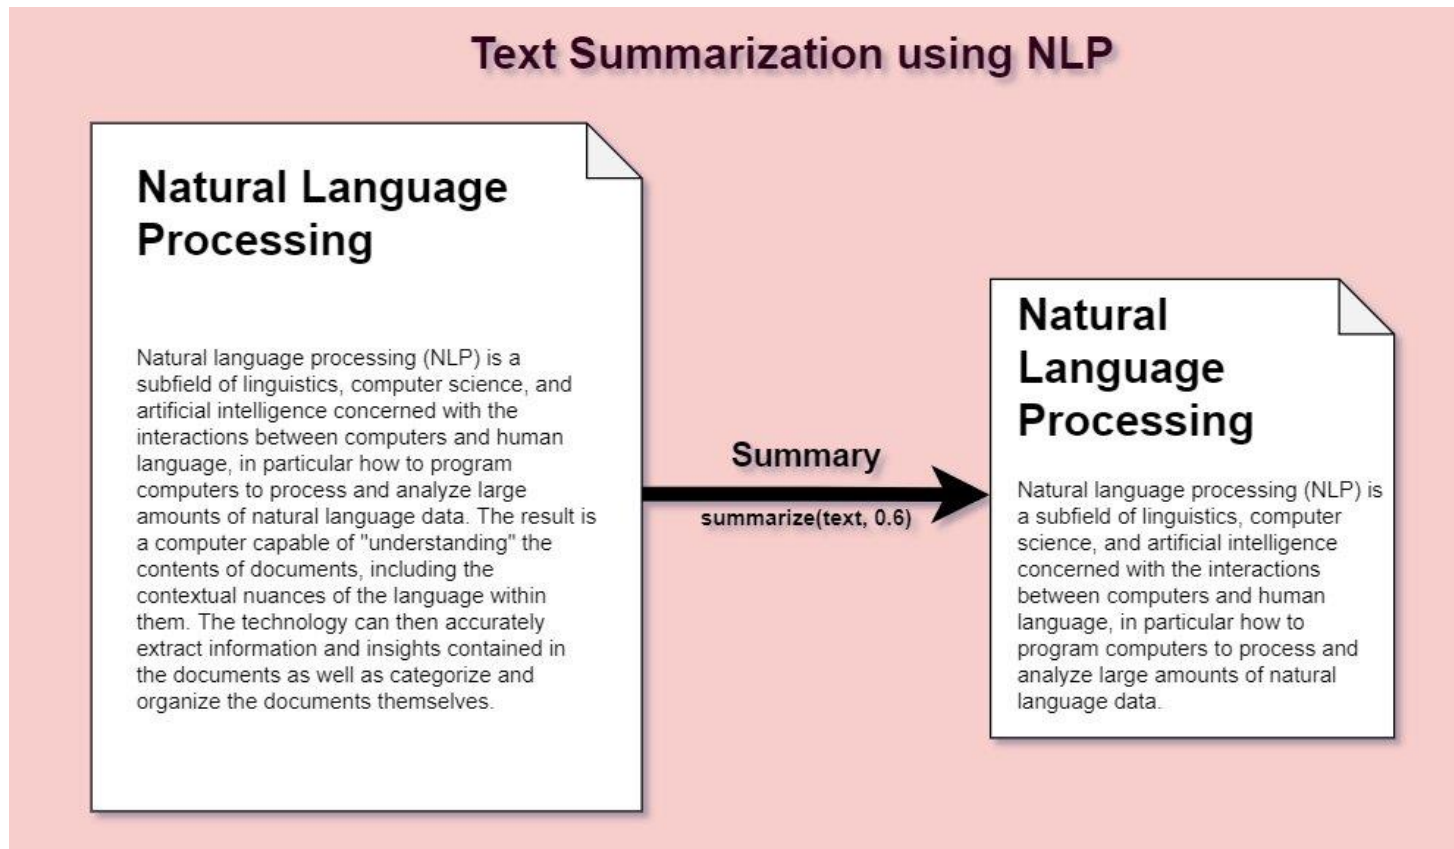 Text Summarization using NLP
Natural Language
Processing
Natural language processing (NLP) is a
subfield of linguistics, computer science, and
artificial intelligence concerned with the
interactions between computers and human
language, in particular how to program
computers to process and analyze large
amounts of natural language data. The result is
a computer capable of "understanding" the
contents of documents, including the
contextual nuances of the language within
them. The technology can then accurately
extract information and insights contained in
the documents as well as categorize and
organize the documents themselves.
Summary
summarize(text, 0.6)
Natural
Language
Processing
Natural language processing (NLP) is
a subfield of linguistics, computer
science, and artificial intelligence
concerned with the interactions
between computers and human
language, in particular how to
program computers to process and
analyze large amounts of natural
language data.